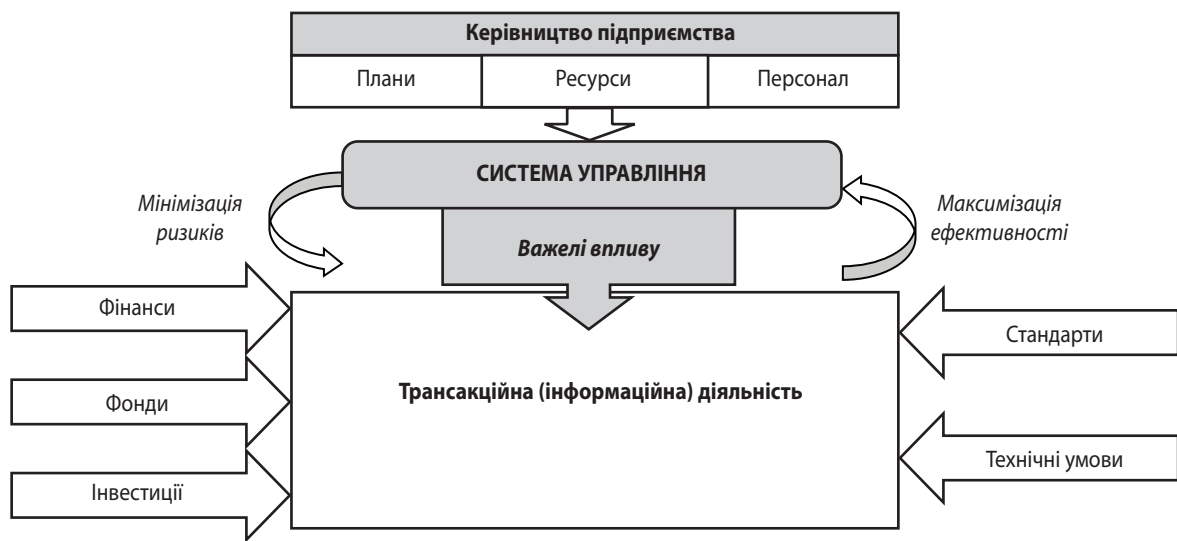 Керівництво підприємства
Плани
Ресурси
Персонал
СИСТЕМА УПРАВЛІННЯ
Мінімізація
ризиків
Важелі впливу
Максимізація
ефективності
Фінанси
Фонди
Інвестиції
Трансакційна (інформаційна) діяльність
Стандарти
Технічні умови